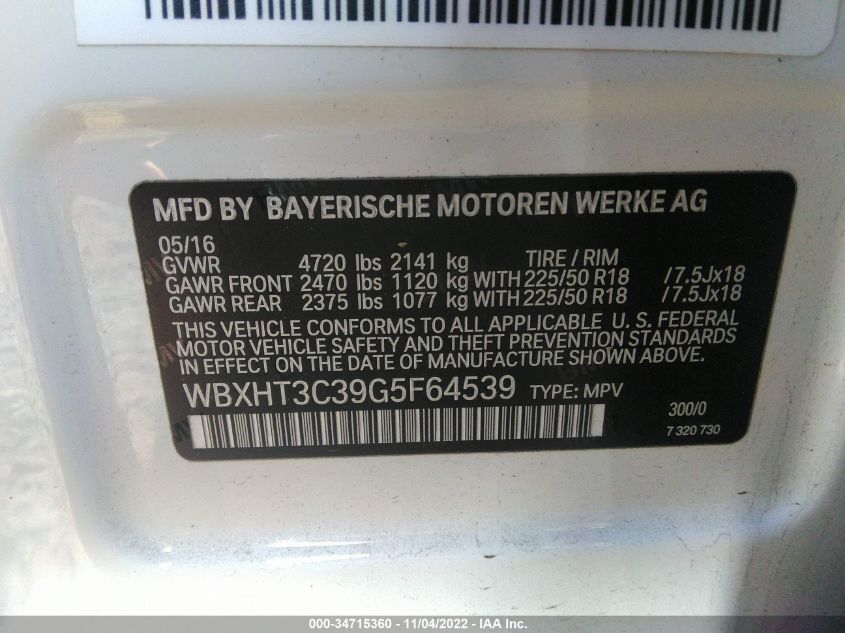 MFD BY BAYERISCHE MOTOREN WERKE AG
05/16
GVWR 4720 lbs 2141 kg TIRE / RIM
GAWR FRONT 2470 lbs 1120 kg WITH 225/50 R18 /7.5Jx18
GAWR REAR 2375 lbs 1077 kg WITH 225/50 R18 /7.5Jx18
THIS VEHICLE CONFORMS TO ALL APPLICABLE U. S. FEDERAL
MOTOR VEHICLE SAFETY AND THEFT PREVENTION STANDARDS
IN EFFECT ON THE DATE OF MANUFACTURE SHOWN ABOVE.
WBXHT3C39G5F64539 TYPE: MPV
300/0
7 320 730
000-34715360 - 11/04/2022 - IAA Inc.